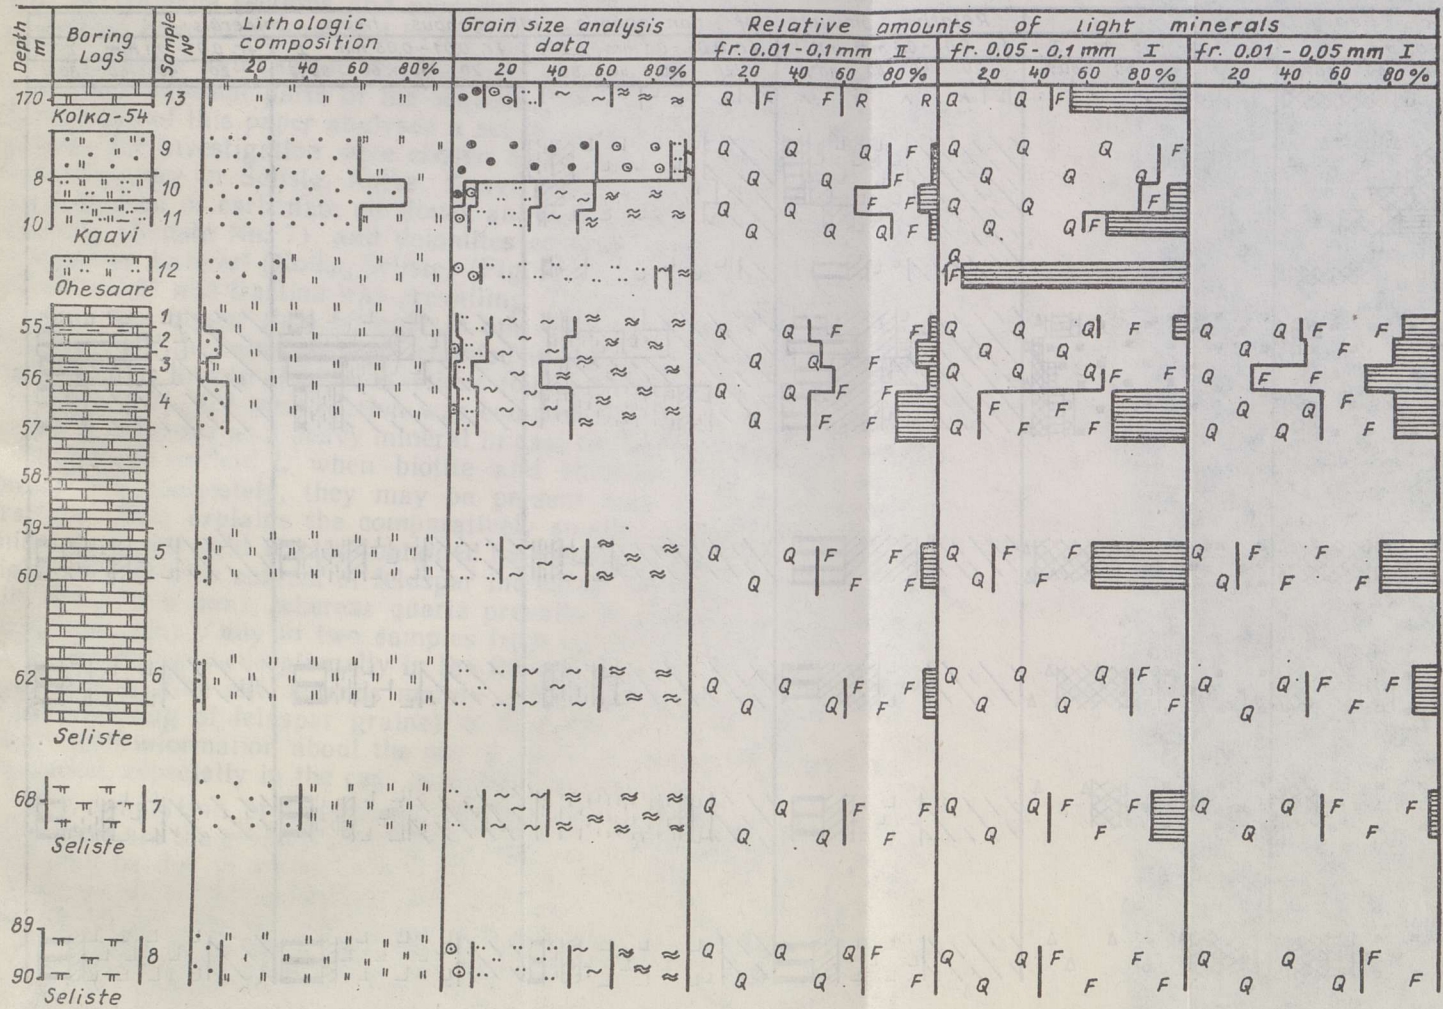 Depth m
Boring Logs
Sample Nº
Lithologic composition
Grain size analysis data
Relative amounts of light minerals
fr. 0,01-0,1 mm II
fr. 0,05-0,1 mm I
fr. 0,01-0,05 mm I
20 40 60 80%
20 40 60 80%
20 40 60 80%
20 40 60 80%
20 40 60 80%
170 13 Q F F R R Q Q F
Kolka-54
9 Q Q Q F Q Q Q F
8 10 Q Q F Q Q Q
11 Q Q F F Q Q
10 Q Q Q F Q Q F
Kaavi
12 Q F
Ohesaare
1
55 Q Q F F Q Q Q F Q Q F F
2 Q Q Q Q Q F
3 Q Q F Q Q F F Q F F
56 Q Q F F
4 Q Q F F Q F F Q Q F
57 Q F F Q Q
58
59
5 Q Q F F Q F F Q F F
60 Q F F Q F Q F F
62 6 Q Q F F Q Q Q F Q Q F F
Q Q F Q Q F Q
Seliste
68 7 Q Q F F Q Q F F Q Q F
Q Q F Q F Q Q F
Seliste
89
8 Q Q Q F Q Q F F F Q Q Q F
90 Q Q F Q F F Q Q F
Seliste